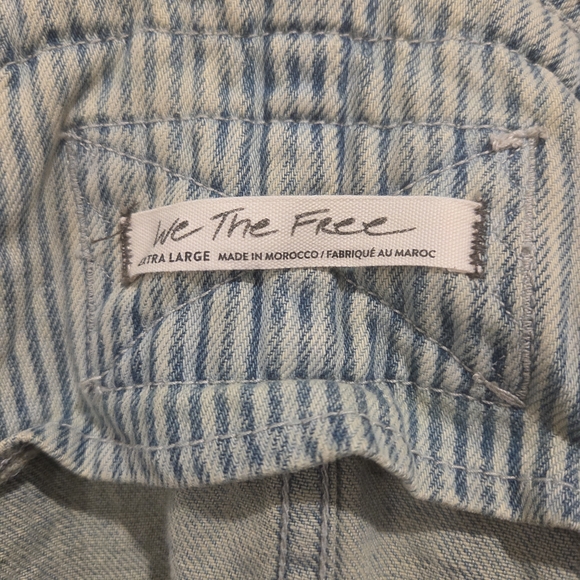 We The Free
EXTRA LARGE MADE IN MOROCCO / FABRIQUÉ AU MAROC